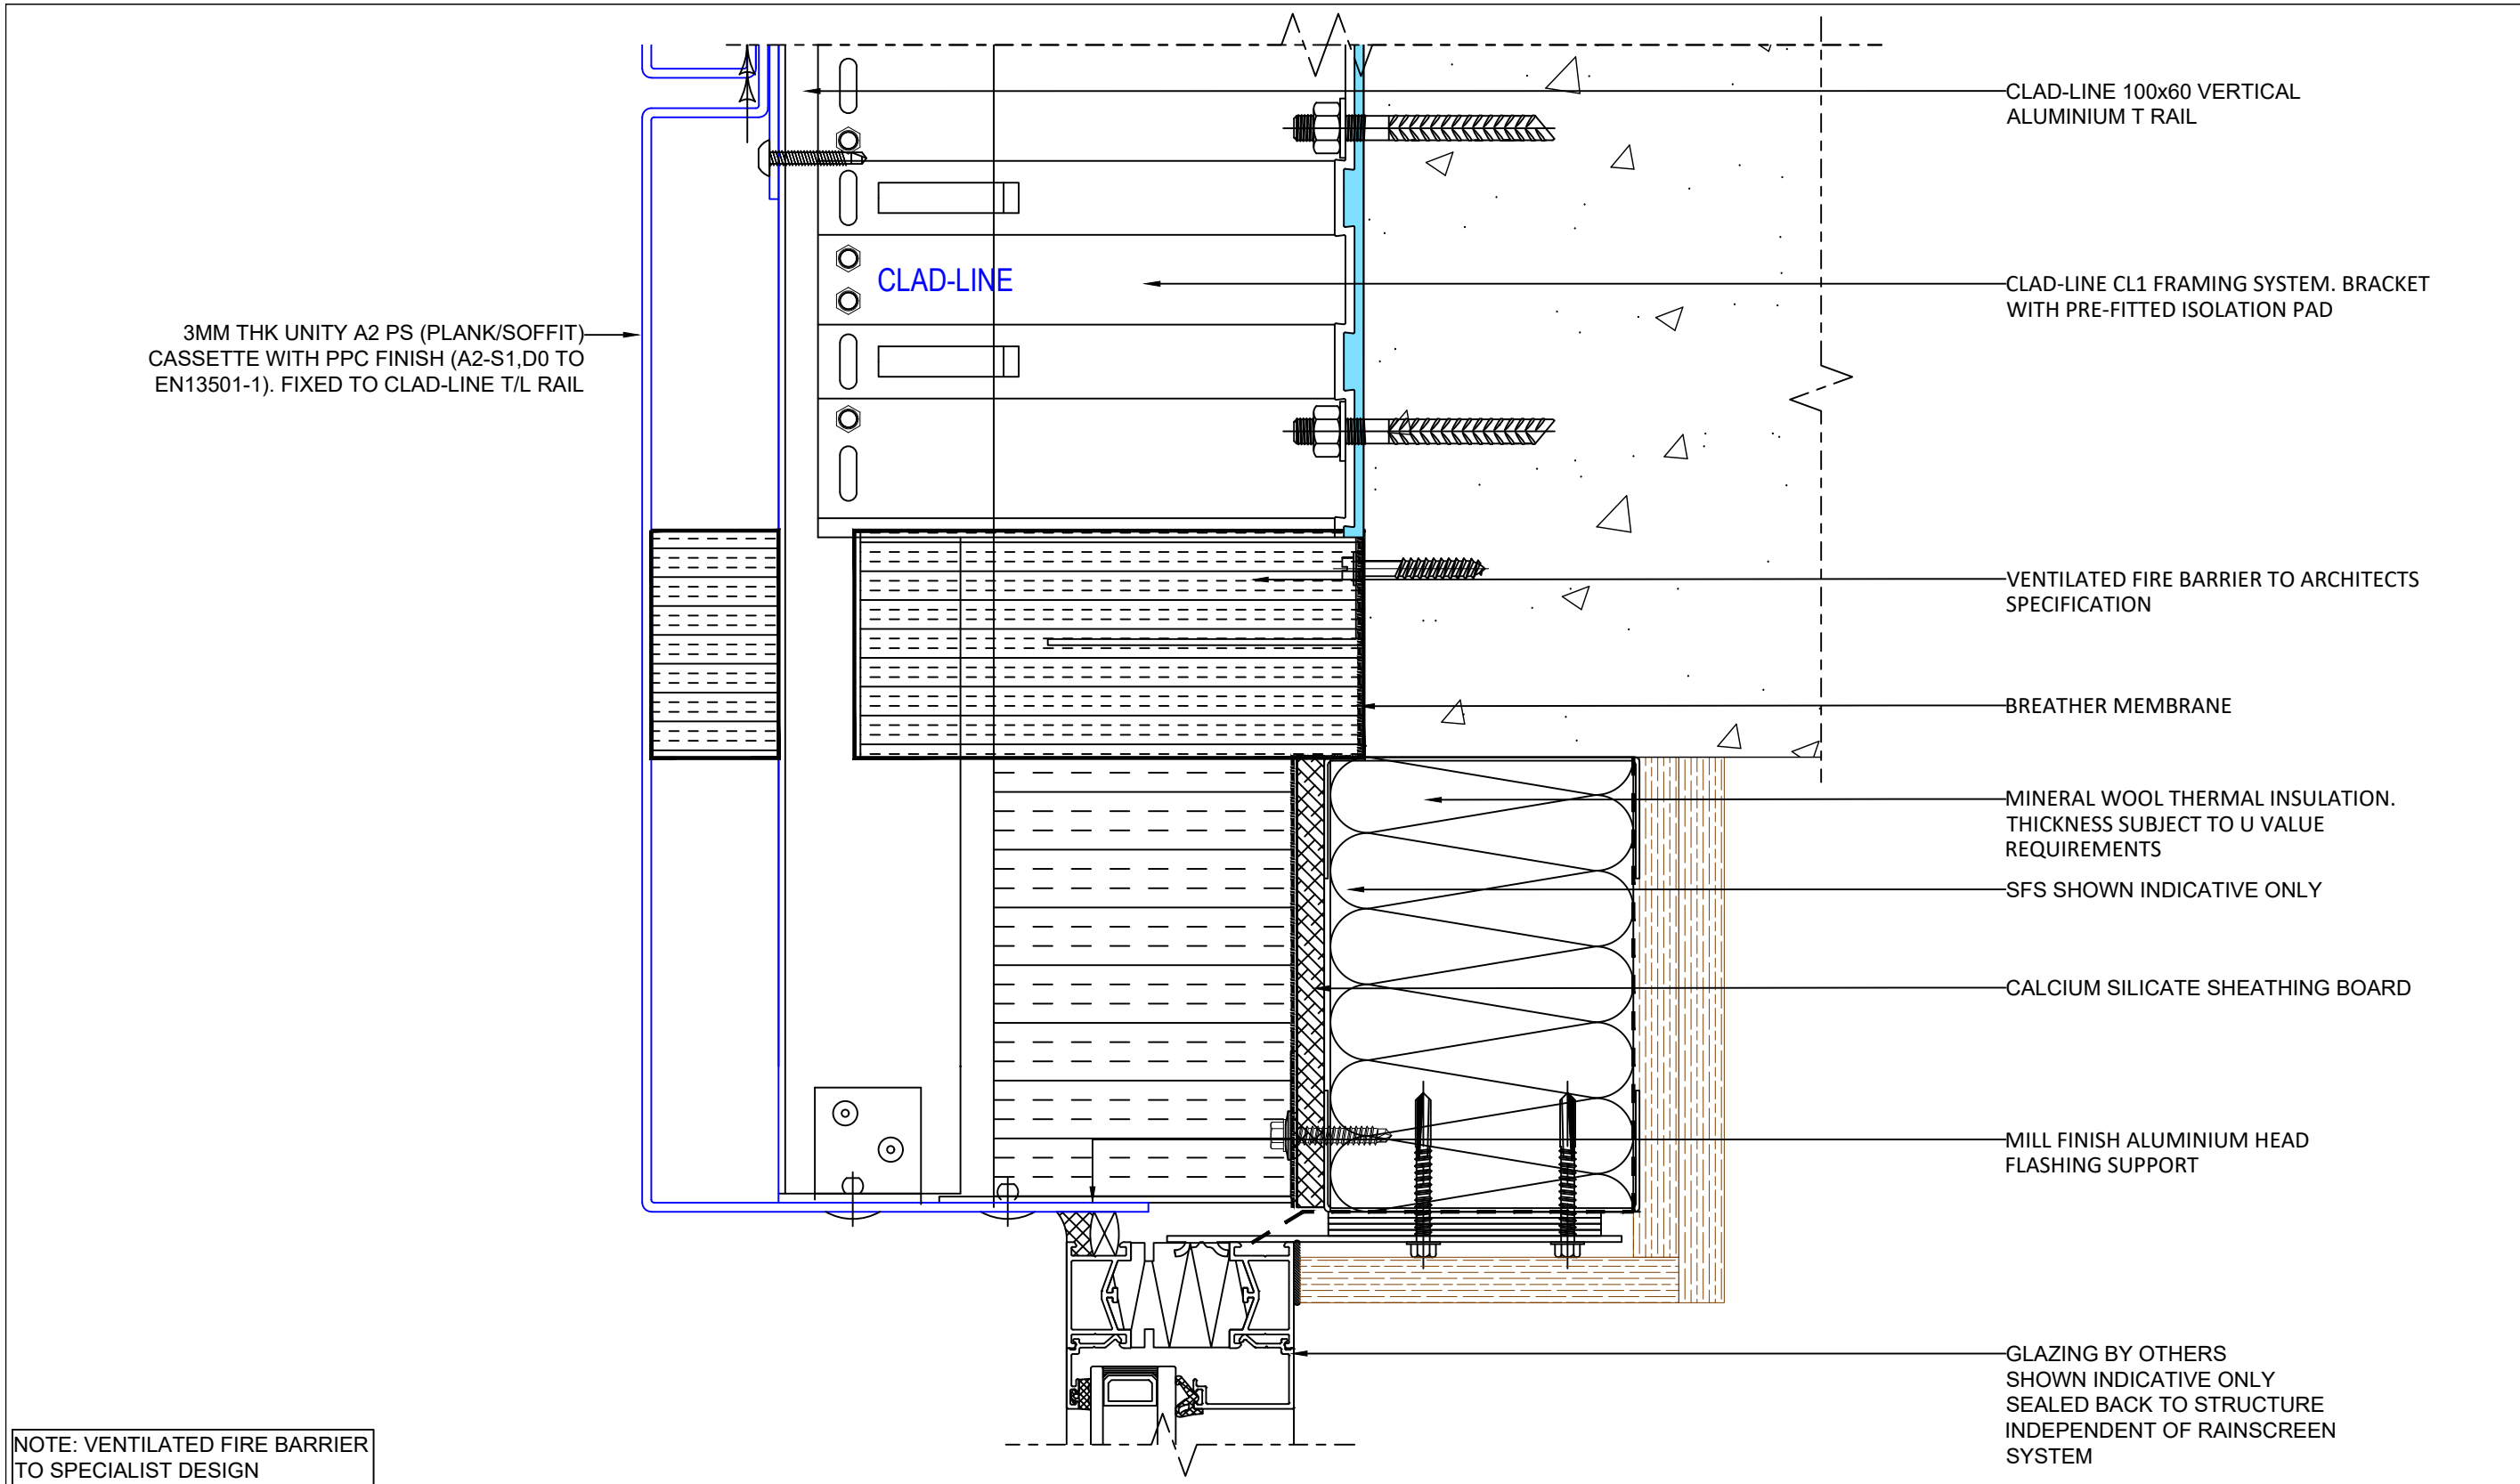 CLAD-LINE 100x60 VERTICAL
ALUMINIUM T RAIL
CLAD-LINE
CLAD-LINE CL1 FRAMING SYSTEM. BRACKET
WITH PRE-FITTED ISOLATION PAD
3MM THK UNITY A2 PS (PLANK/SOFFIT)
CASSETTE WITH PPC FINISH (A2-S1,D0 TO
EN13501-1). FIXED TO CLAD-LINE T/L RAIL
VENTILATED FIRE BARRIER TO ARCHITECTS
SPECIFICATION
BREATHER MEMBRANE
MINERAL WOOL THERMAL INSULATION.
THICKNESS SUBJECT TO U VALUE
REQUIREMENTS
SFS SHOWN INDICATIVE ONLY
CALCIUM SILICATE SHEATHING BOARD
MILL FINISH ALUMINIUM HEAD
FLASHING SUPPORT
GLAZING BY OTHERS
SHOWN INDICATIVE ONLY
SEALED BACK TO STRUCTURE
INDEPENDENT OF RAINSCREEN
SYSTEM
NOTE: VENTILATED FIRE BARRIER
TO SPECIALIST DESIGN